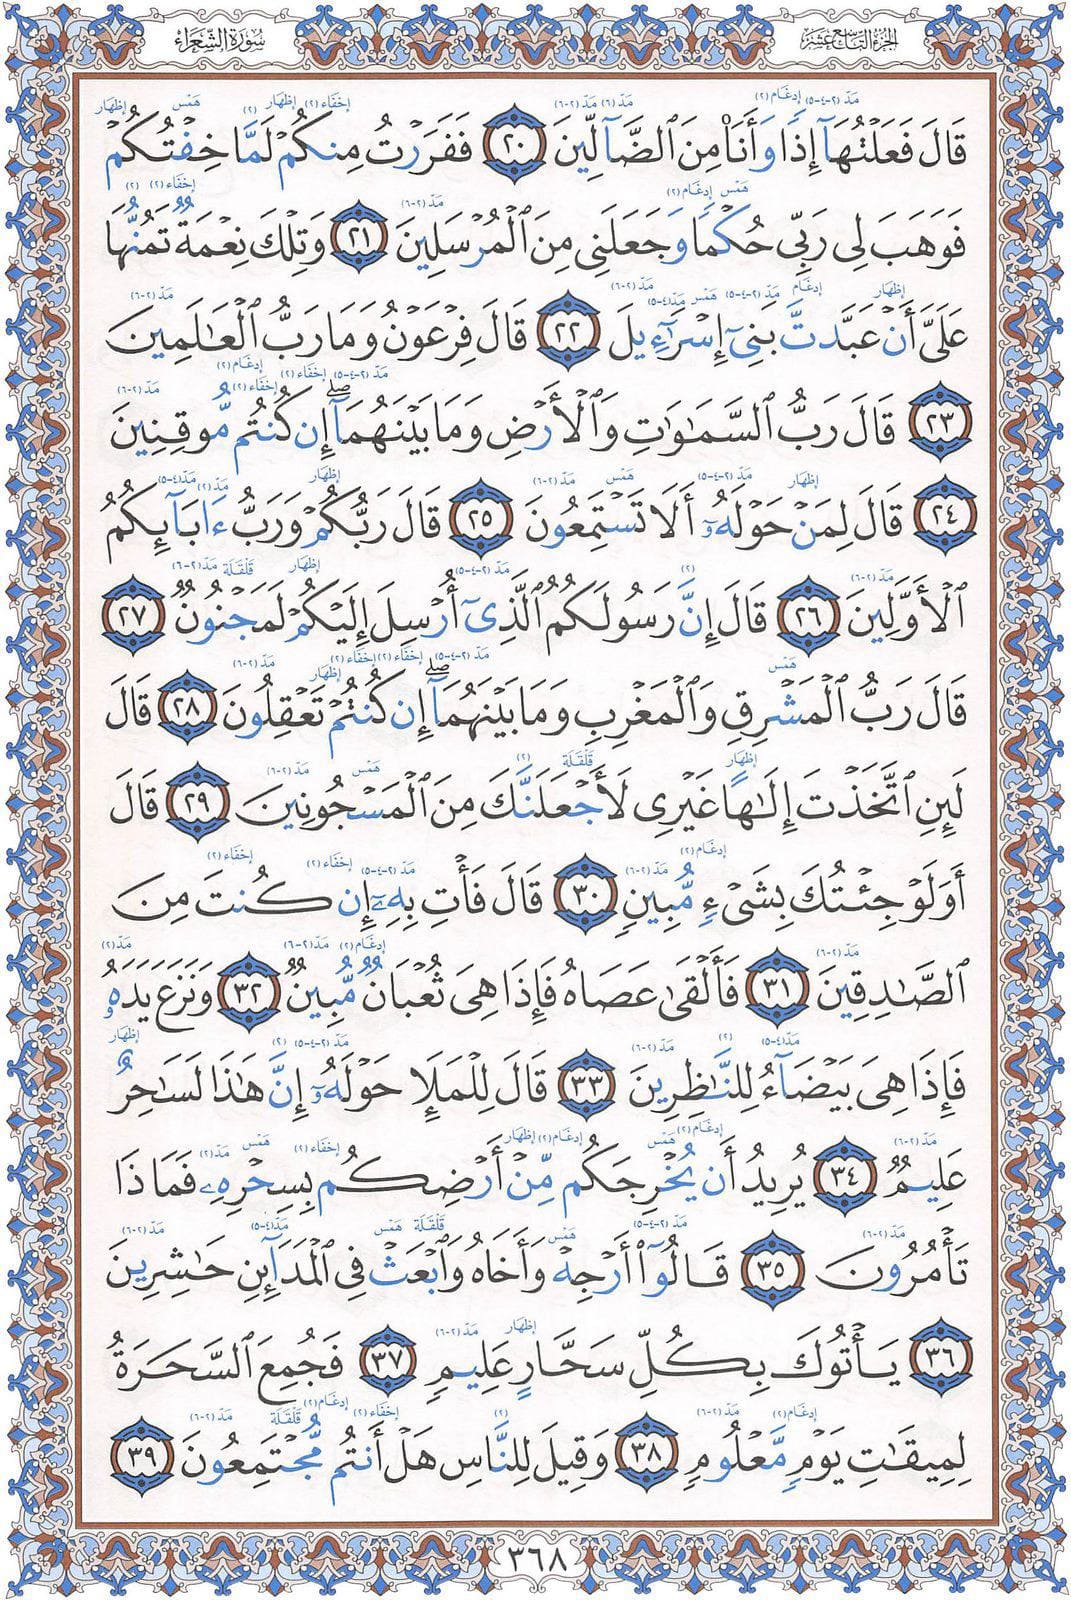 الجزء التاسع عشر
سورة الشعراء
قَالَ فَعَلْتُهَآ إِذًا وَأَنَا۠ مِنَ ٱلضَّآلِّينَ ٢٠ فَفَرَرْتُ مِنكُمْ لَمَّا خِفْتُكُمْ
فَوَهَبَ لِى رَبِّى حُكْمًا وَجَعَلَنِى مِنَ ٱلْمُرْسَلِينَ ٢١ وَتِلْكَ نِعْمَةٌ تَمُنُّهَا
عَلَىَّ أَنْ عَبَّدتَّ بَنِىٓ إِسْرَٰٓءِيلَ ٢٢ قَالَ فِرْعَوْنُ وَمَا رَبُّ ٱلْعَـٰلَمِينَ
٢٣ قَالَ رَبُّ ٱلسَّمَـٰوَٰتِ وَٱلْأَرْضِ وَمَا بَيْنَهُمَآ ۖ إِن كُنتُم مُّوقِنِينَ
٢٤ قَالَ لِمَنْ حَوْلَهُۥٓ أَلَا تَسْتَمِعُونَ ٢٥ قَالَ رَبُّكُمْ وَرَبُّ ءَابَآئِكُمُ
ٱلْأَوَّلِينَ ٢٦ قَالَ إِنَّ رَسُولَكُمُ ٱلَّذِىٓ أُرْسِلَ إِلَيْكُمْ لَمَجْنُونٌ ٢٧
قَالَ رَبُّ ٱلْمَشْرِقِ وَٱلْمَغْرِبِ وَمَا بَيْنَهُمَآ ۖ إِن كُنتُمْ تَعْقِلُونَ ٢٨ قَالَ
لَئِنِ ٱتَّخَذْتَ إِلَـٰهًا غَيْرِى لَأَجْعَلَنَّكَ مِنَ ٱلْمَسْجُونِينَ ٢٩ قَالَ
أَوَلَوْ جِئْتُكَ بِشَىْءٍ مُّبِينٍ ٣٠ قَالَ فَأْتِ بِهِۦٓ إِن كُنتَ مِنَ
ٱلصَّـٰدِقِينَ ٣١ فَأَلْقَىٰ عَصَاهُ فَإِذَا هِىَ ثُعْبَانٌ مُّبِينٌ ٣٢ وَنَزَعَ يَدَهُۥ
فَإِذَا هِىَ بَيْضَآءُ لِلنَّـٰظِرِينَ ٣٣ قَالَ لِلْمَلَإِ حَوْلَهُۥٓ إِنَّ هَـٰذَا لَسَـٰحِرٌ
عَلِيمٌ ٣٤ يُرِيدُ أَن يُخْرِجَكُم مِّنْ أَرْضِكُم بِسِحْرِهِۦ فَمَاذَا
تَأْمُرُونَ ٣٥ قَالُوٓا۟ أَرْجِهْ وَأَخَاهُ وَٱبْعَثْ فِى ٱلْمَدَآئِنِ حَـٰشِرِينَ
٣٦ يَأْتُوكَ بِكُلِّ سَحَّارٍ عَلِيمٍ ٣٧ فَجُمِعَ ٱلسَّحَرَةُ
لِمِيقَـٰتِ يَوْمٍ مَّعْلُومٍ ٣٨ وَقِيلَ لِلنَّاسِ هَلْ أَنتُم مُّجْتَمِعُونَ ٣٩
٣٦٨